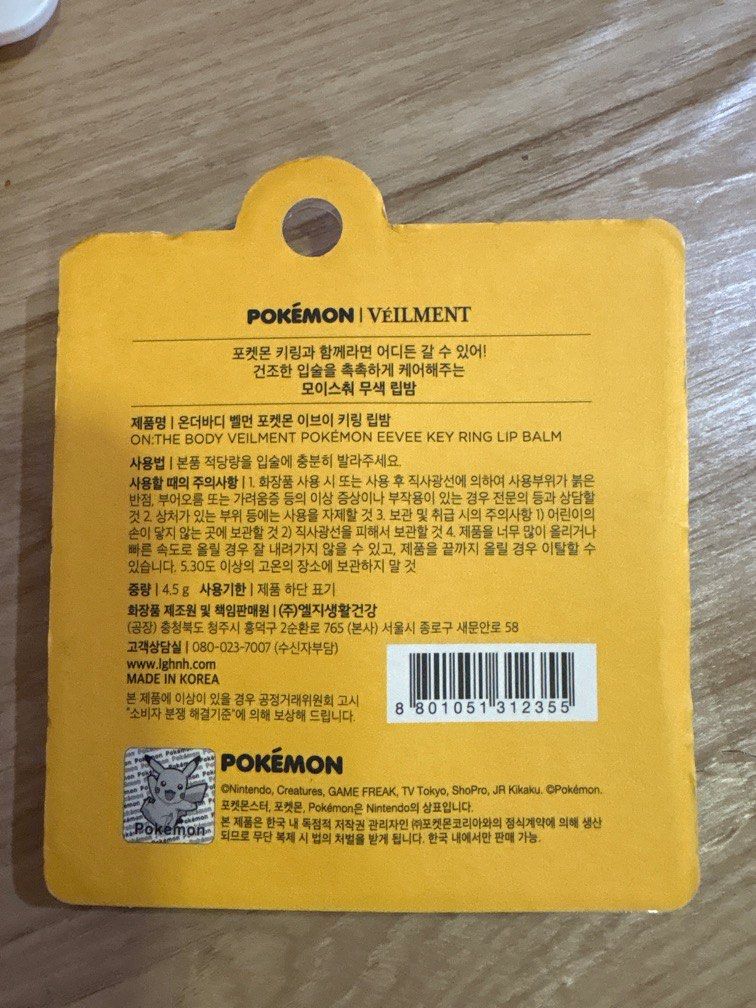 POKÉMON | VÉILMENT
포켓몬 키링과 함께라면 어디든 갈 수 있어!
건조한 입술을 촉촉하게 케어해주는
모이스춰 무색 립밤
제품명 | 온더바디 벨먼 포켓몬 이브이 키링 립밤
ON:THE BODY VEILMENT POKÉMON EEVEE KEY RING LIP BALM
사용법 | 본품 적당량을 입술에 충분히 발라주세요.
사용할 때의 주의사항 | 1. 화장품 사용 시 또는 사용 후 직사광선에 의하여 사용부위가 붉은
반점, 부어오름 또는 가려움증 등의 이상 증상이나 부작용이 있는 경우 전문의 등과 상담할
것 2. 상처가 있는 부위 등에는 사용을 자제할 것 3. 보관 및 취급 시의 주의사항 1) 어린이의
손이 닿지 않는 곳에 보관할 것 2) 직사광선을 피해서 보관할 것 4. 제품을 너무 많이 올리거나
빠른 속도로 올릴 경우 잘 내려가지 않을 수 있고, 제품을 끝까지 올릴 경우 이탈할 수
있습니다. 5.30도 이상의 고온의 장소에 보관하지 말 것
중량 | 4.5 g 사용기한 | 제품 하단 표기
화장품 제조원 및 책임판매원 | (주)엘지생활건강
(공장) 충청북도 청주시 흥덕구 2순환로 765 (본사) 서울시 종로구 새문안로 58
고객상담실 | 080-023-7007 (수신자부담)
www.lghnh.com
MADE IN KOREA
본 제품에 이상이 있을 경우 공정거래위원회 고시
"소비자 분쟁 해결기준"에 의해 보상해 드립니다.
8 801051 312355
Pokémon
POKÉMON
©Nintendo, Creatures, GAME FREAK, TV Tokyo, ShoPro, JR Kikaku. ©Pokémon.
포켓몬스터, 포켓몬, Pokémon은 Nintendo의 상표입니다.
본 제품은 한국 내 독점적 저작권 관리자인 ㈜포켓몬코리아와의 정식계약에 의해 생산
되므로 무단 복제 시 법의 처벌을 받게 됩니다. 한국 내에서만 판매 가능.